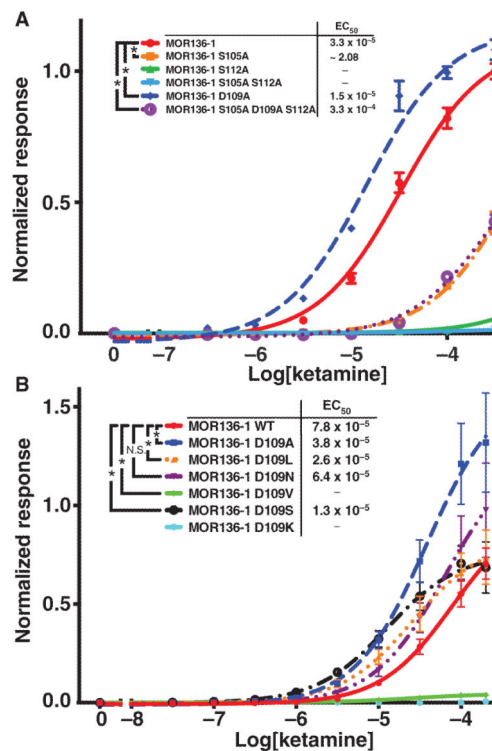 A
EC50
MOR136-1 3.3 x 10-5
MOR136-1 S105A ~ 2.08
MOR136-1 S112A –
MOR136-1 S105A S112A –
MOR136-1 D109A 1.5 x 10-5
MOR136-1 S105A D109A S112A 3.3 x 10-4
* * *
Normalized response
1.0
0.5
0.0
0 –7 –6 –5 –4
Log[ketamine]
B
EC50
MOR136-1 WT 7.8 x 10-5
MOR136-1 D109A 3.8 x 10-5
MOR136-1 D109L 2.6 x 10-5
MOR136-1 D109N 6.4 x 10-5
MOR136-1 D109V –
MOR136-1 D109S 1.3 x 10-5
MOR136-1 D109K –
* * N.S. * *
Normalized response
1.5
1.0
0.5
0.0
0 –8 –7 –6 –5 –4
Log[ketamine]